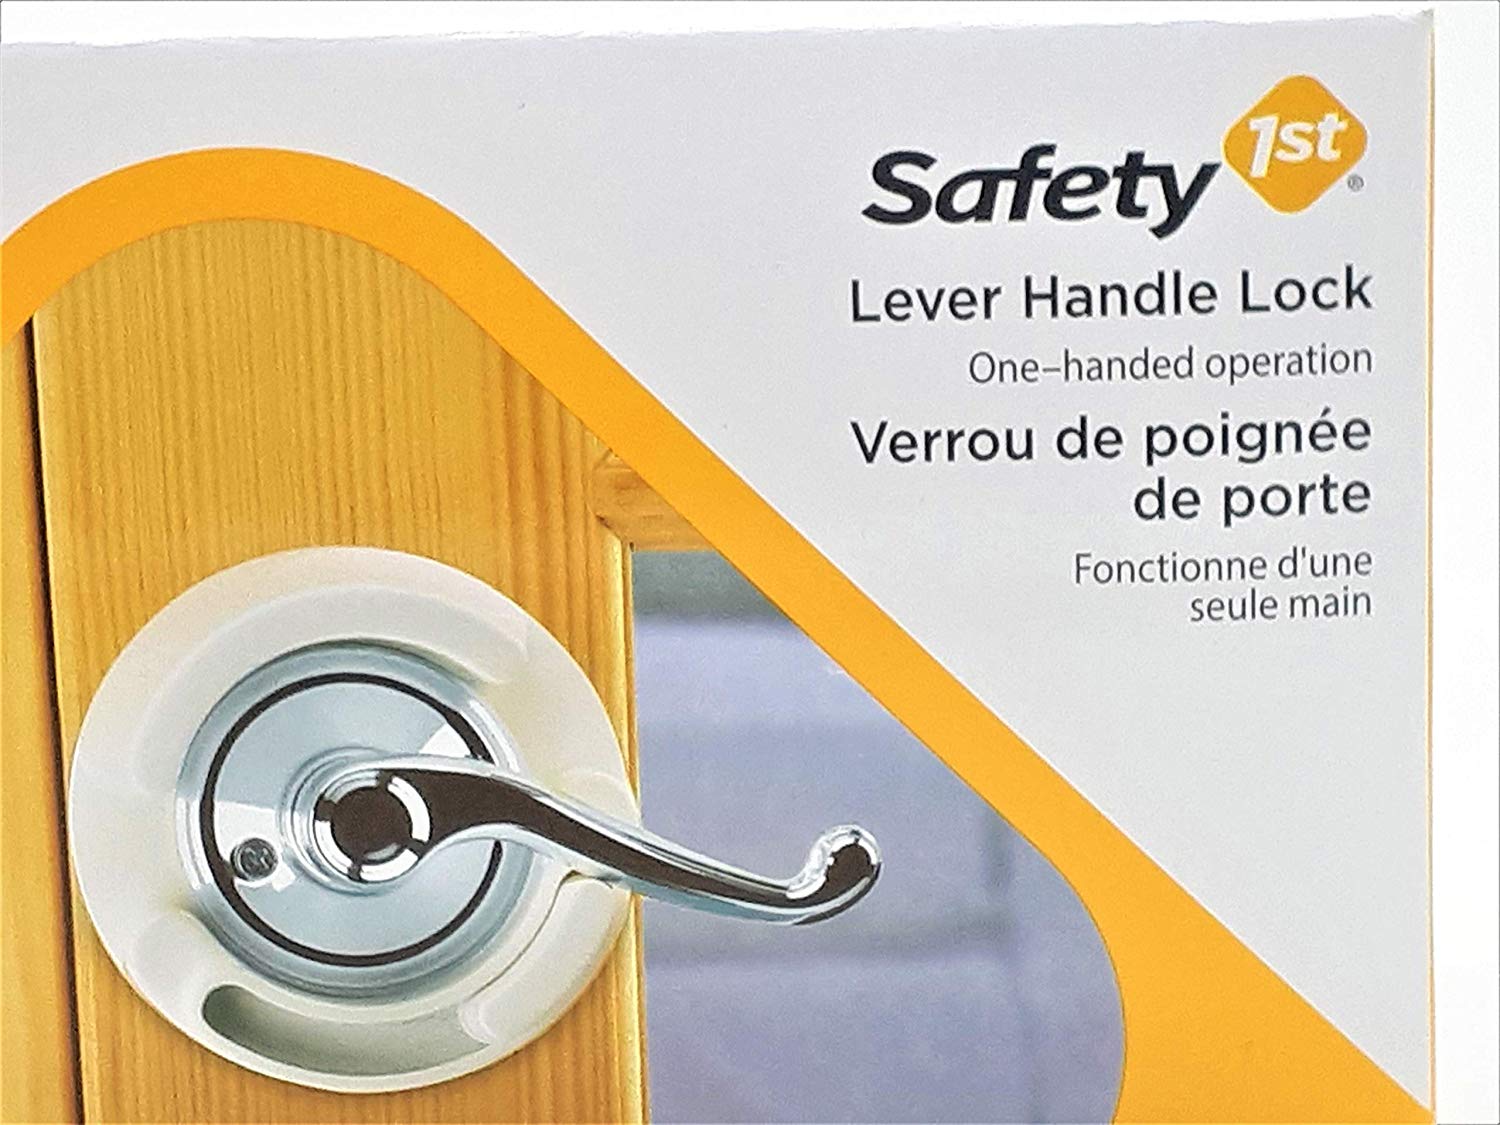 Safety 1st®
Lever Handle Lock
One-handed operation
Verrou de poignée
de porte
Fonctionne d'une
seule main